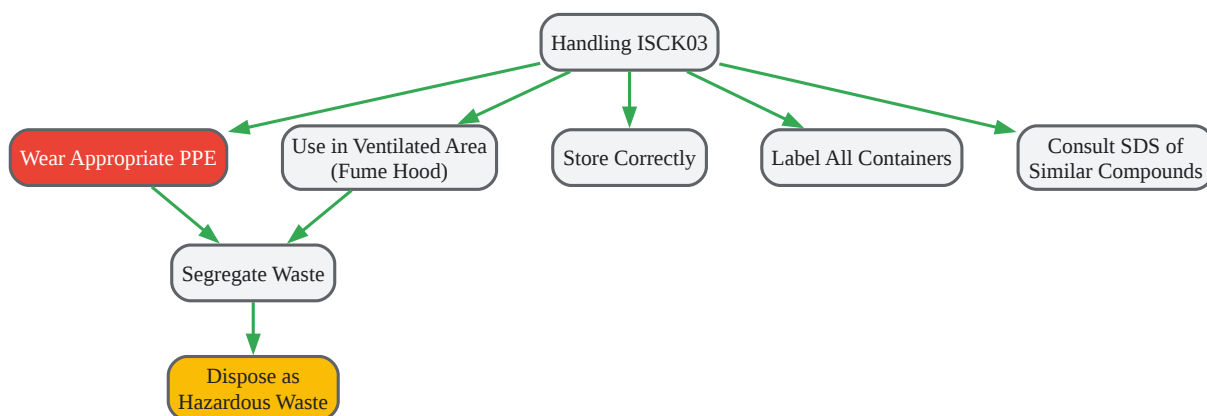 Handling ISCK03
Wear Appropriate PPE
Use in Ventilated Area
(Fume Hood)
Store Correctly
Label All Containers
Consult SDS of
Similar Compounds
Segregate Waste
Dispose as
Hazardous Waste